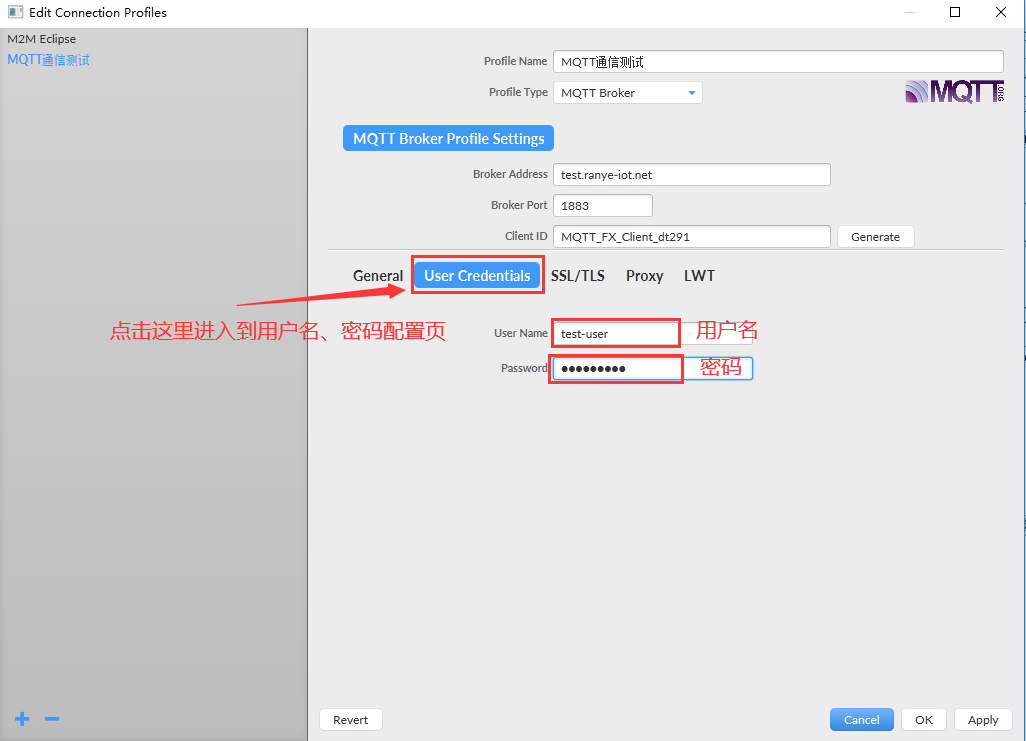 Edit Connection Profiles
M2M Eclipse
MQTT通信测试
Profile Name MQTT通信测试
Profile Type MQTT Broker
MQTT.ORG
MQTT Broker Profile Settings
Broker Address test.ranye-iot.net
Broker Port 1883
Client ID MQTT_FX_Client_dt291 Generate
General User Credentials SSL/TLS Proxy LWT
点击这里进入到用户名、密码配置页
User Name test-user 用户名
Password ●●●●●●●●● 密码
Revert Cancel OK Apply